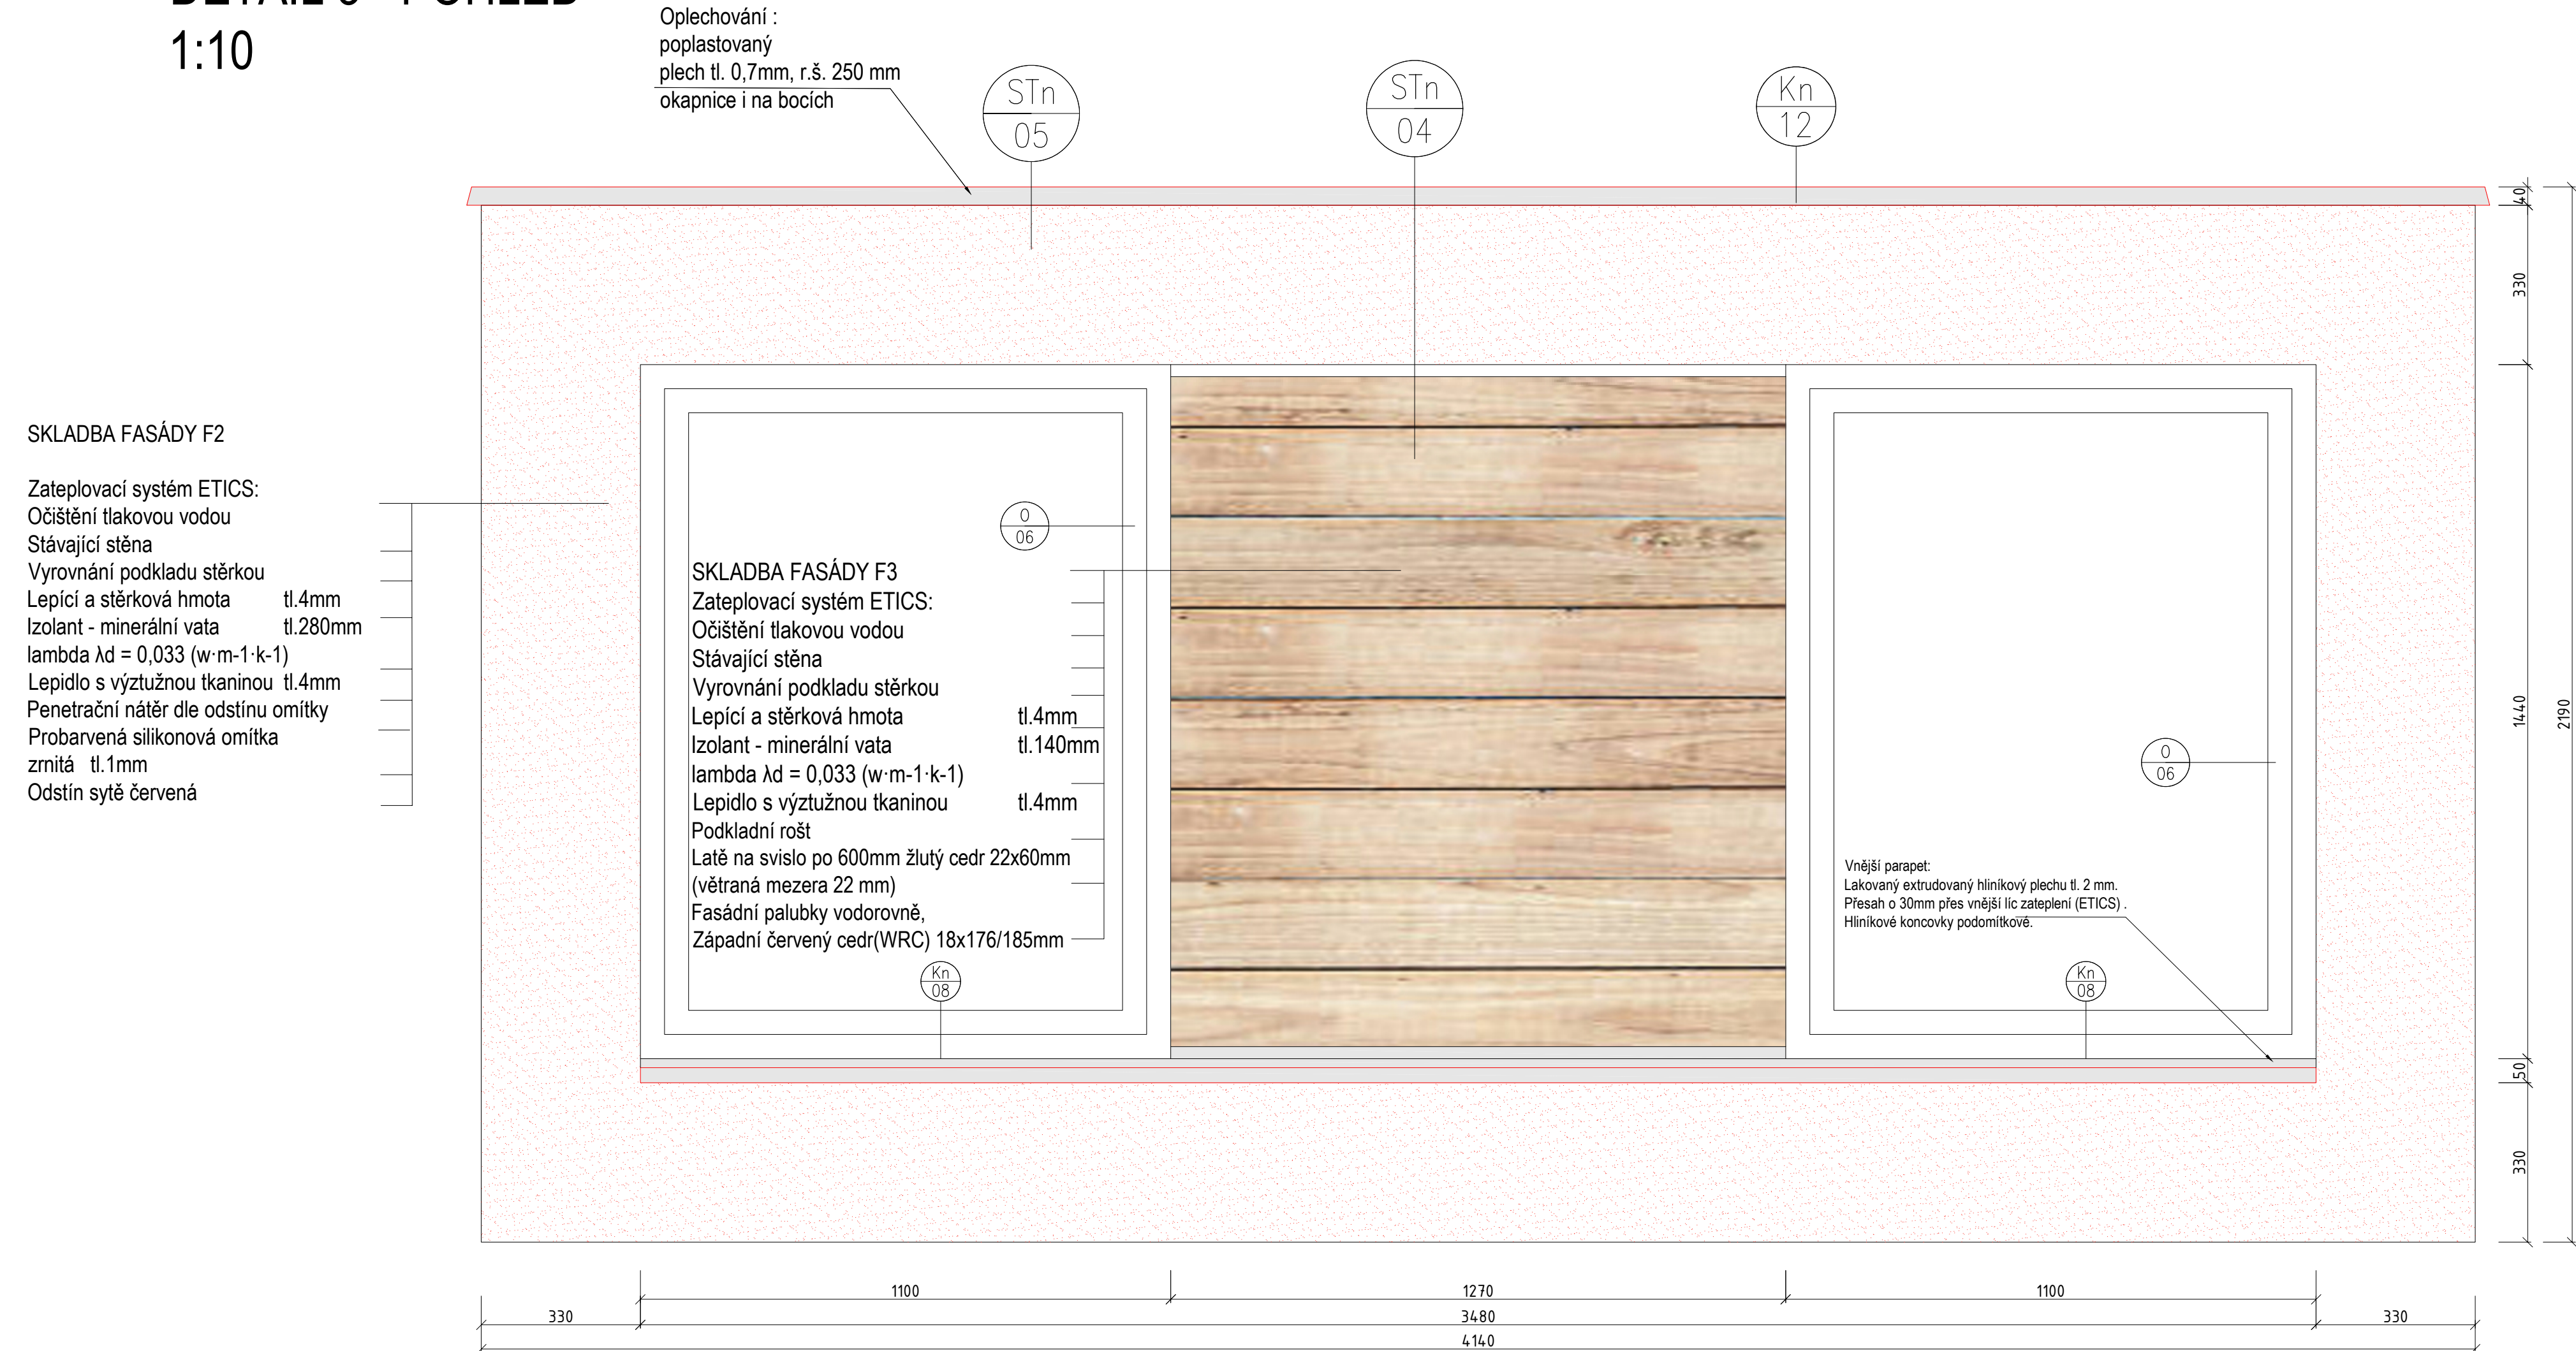 1:10
Oplechování :
poplastovaný
plech tl. 0,7mm, r.š. 250 mm
okapnice i na bocích
STn
05
STn
04
Kn
12
SKLADBA FASÁDY F2
Zateplovací systém ETICS:
Očištění tlakovou vodou
Stávající stěna
Vyrovnání podkladu stěrkou
Lepící a stěrková hmota tl.4mm
Izolant - minerální vata tl.280mm
lambda λd = 0,033 (w·m-1·k-1)
Lepidlo s výztužnou tkaninou tl.4mm
Penetrační nátěr dle odstínu omítky
Probarvená silikonová omítka
zrnitá tl.1mm
Odstín sytě červená
O
06
SKLADBA FASÁDY F3
Zateplovací systém ETICS:
Očištění tlakovou vodou
Stávající stěna
Vyrovnání podkladu stěrkou
Lepící a stěrková hmota tl.4mm
Izolant - minerální vata tl.140mm
lambda λd = 0,033 (w·m-1·k-1)
Lepidlo s výztužnou tkaninou tl.4mm
Podkladní rošt
Latě na svislo po 600mm žlutý cedr 22x60mm
(větraná mezera 22 mm)
Fasádní palubky vodorovně,
Západní červený cedr(WRC) 18x176/185mm
Kn
08
O
06
Vnější parapet:
Lakovaný extrudovaný hliníkový plechu tl. 2 mm.
Přesah o 30mm přes vnější líc zateplení (ETICS) .
Hliníkové koncovky podomítkové.
Kn
08
40
330
1440
2190
50
330
1100
1270
1100
330
3480
330
4140